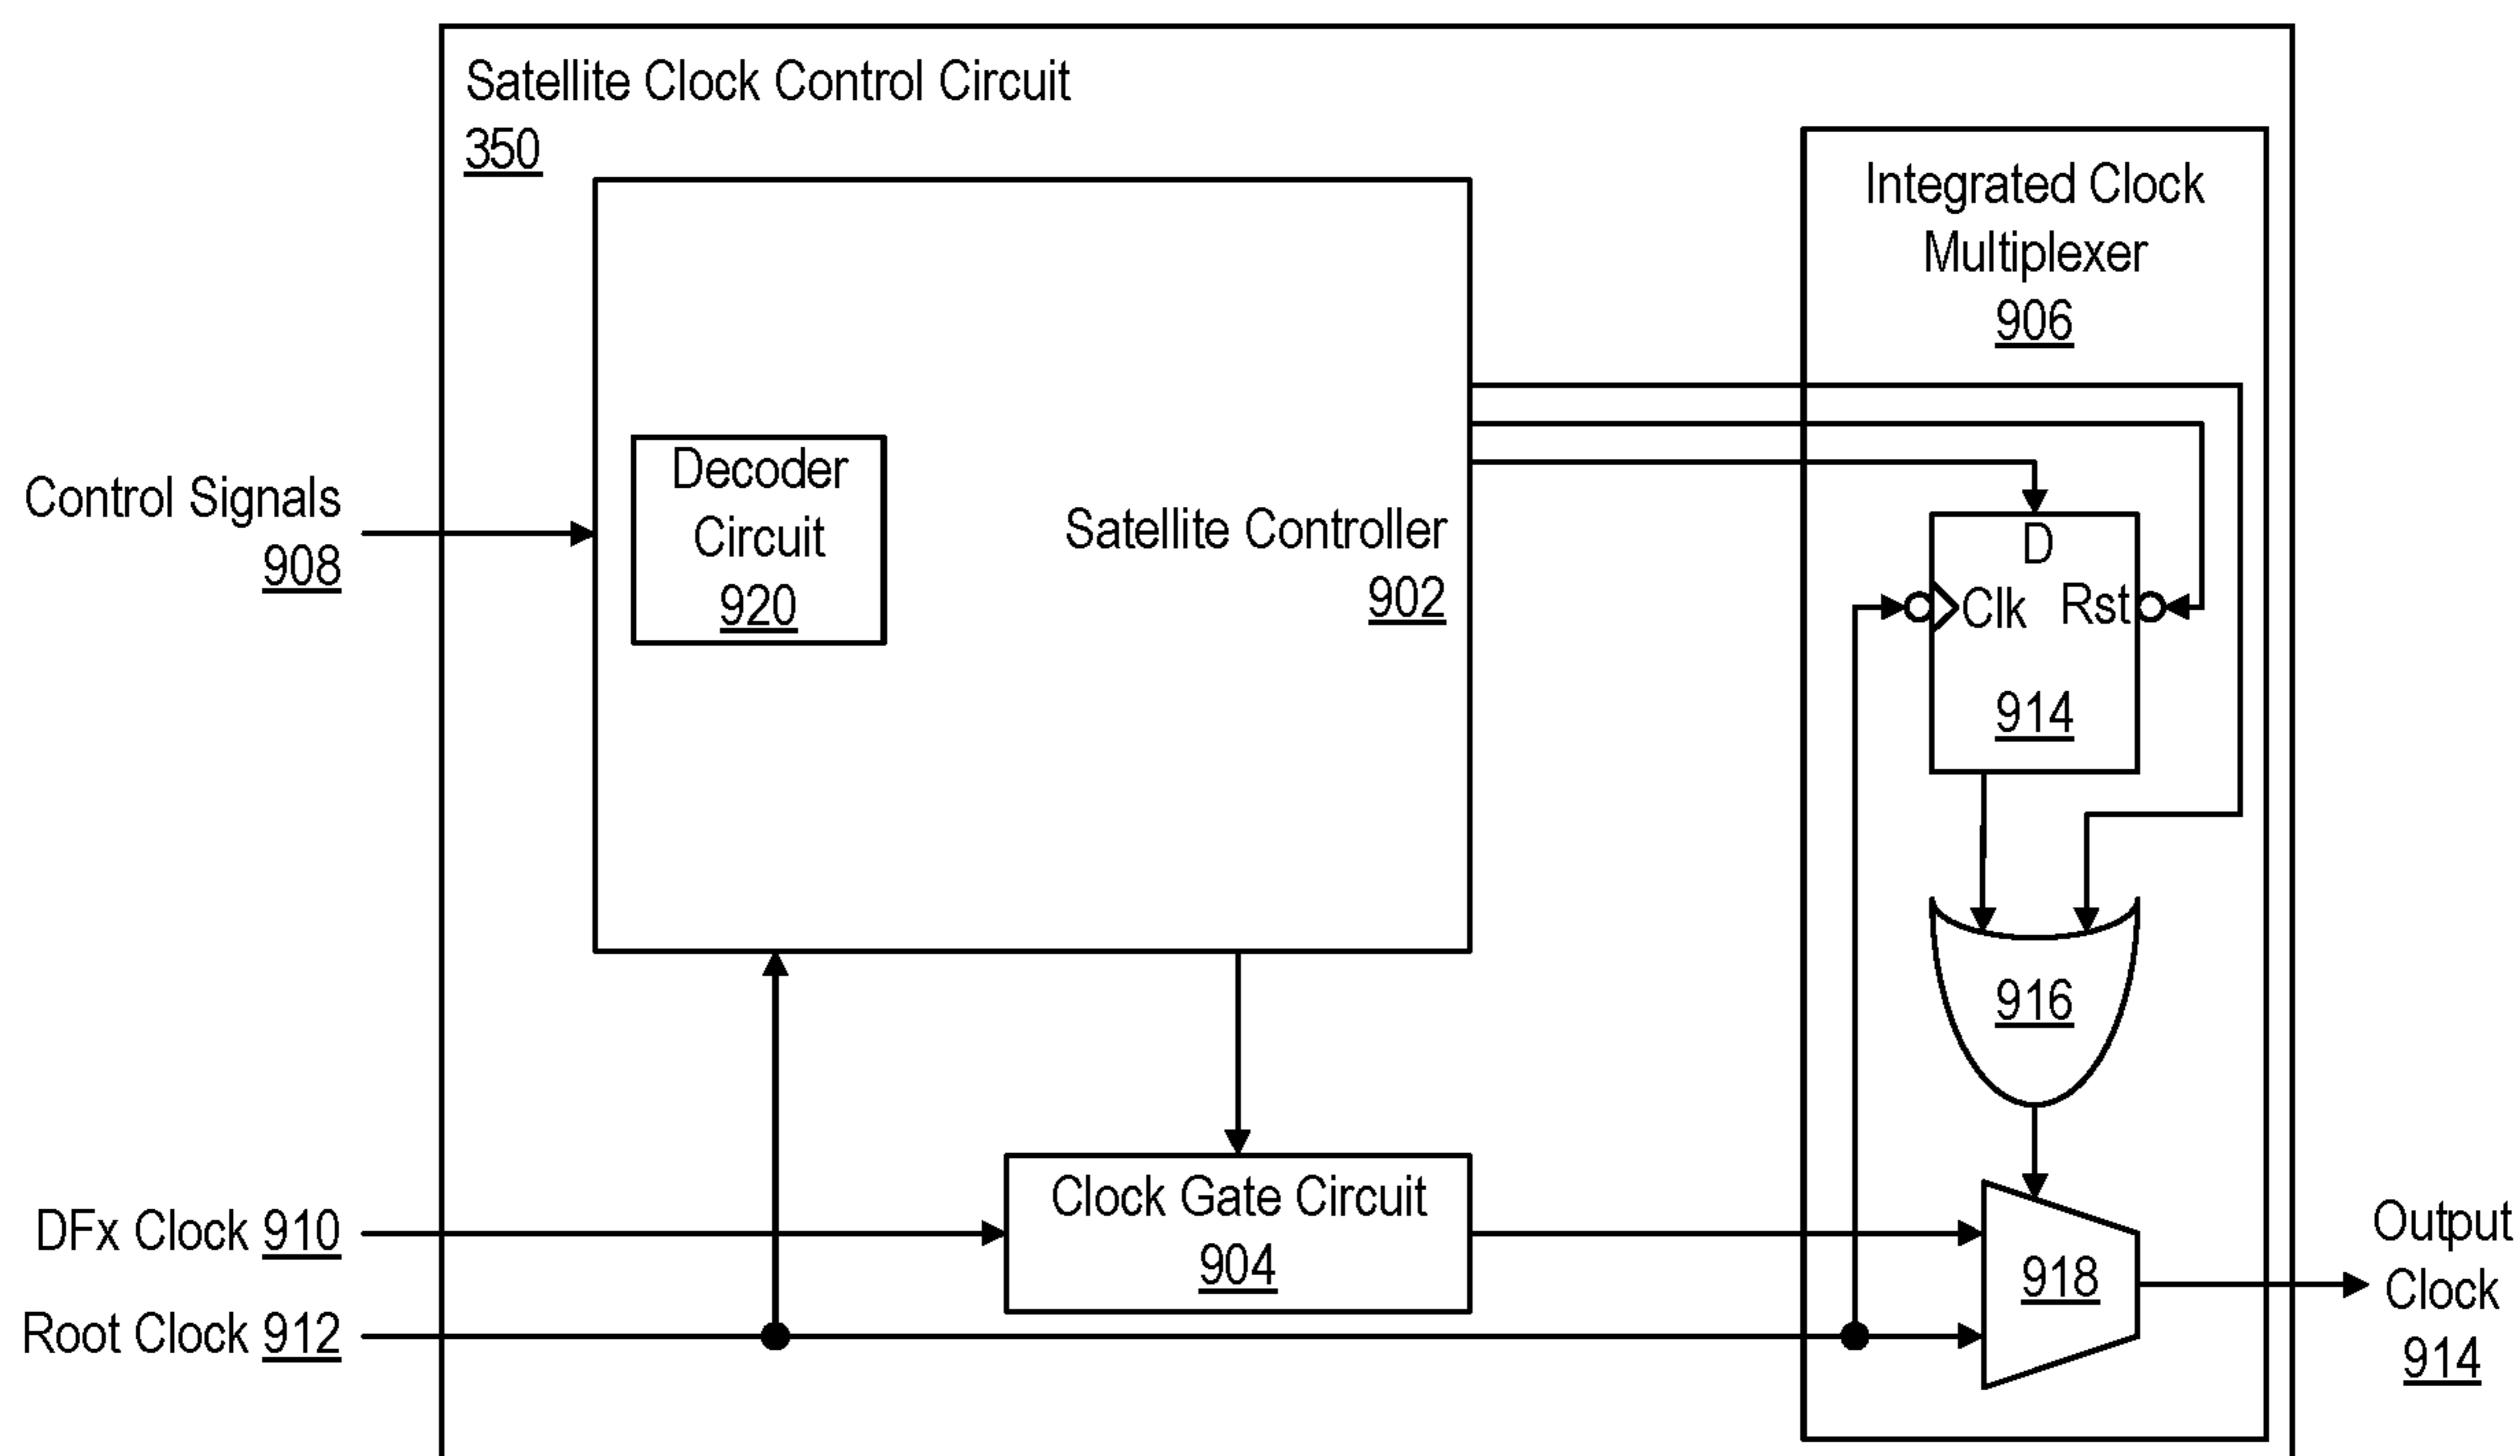 Satellite Clock Control Circuit
350
Integrated Clock
Multiplexer
906
Decoder
Circuit
920
Satellite Controller
902
Control Signals
908
D
Clk Rst
914
916
Clock Gate Circuit
904
DFx Clock 910
Root Clock 912
918
Output
Clock
914